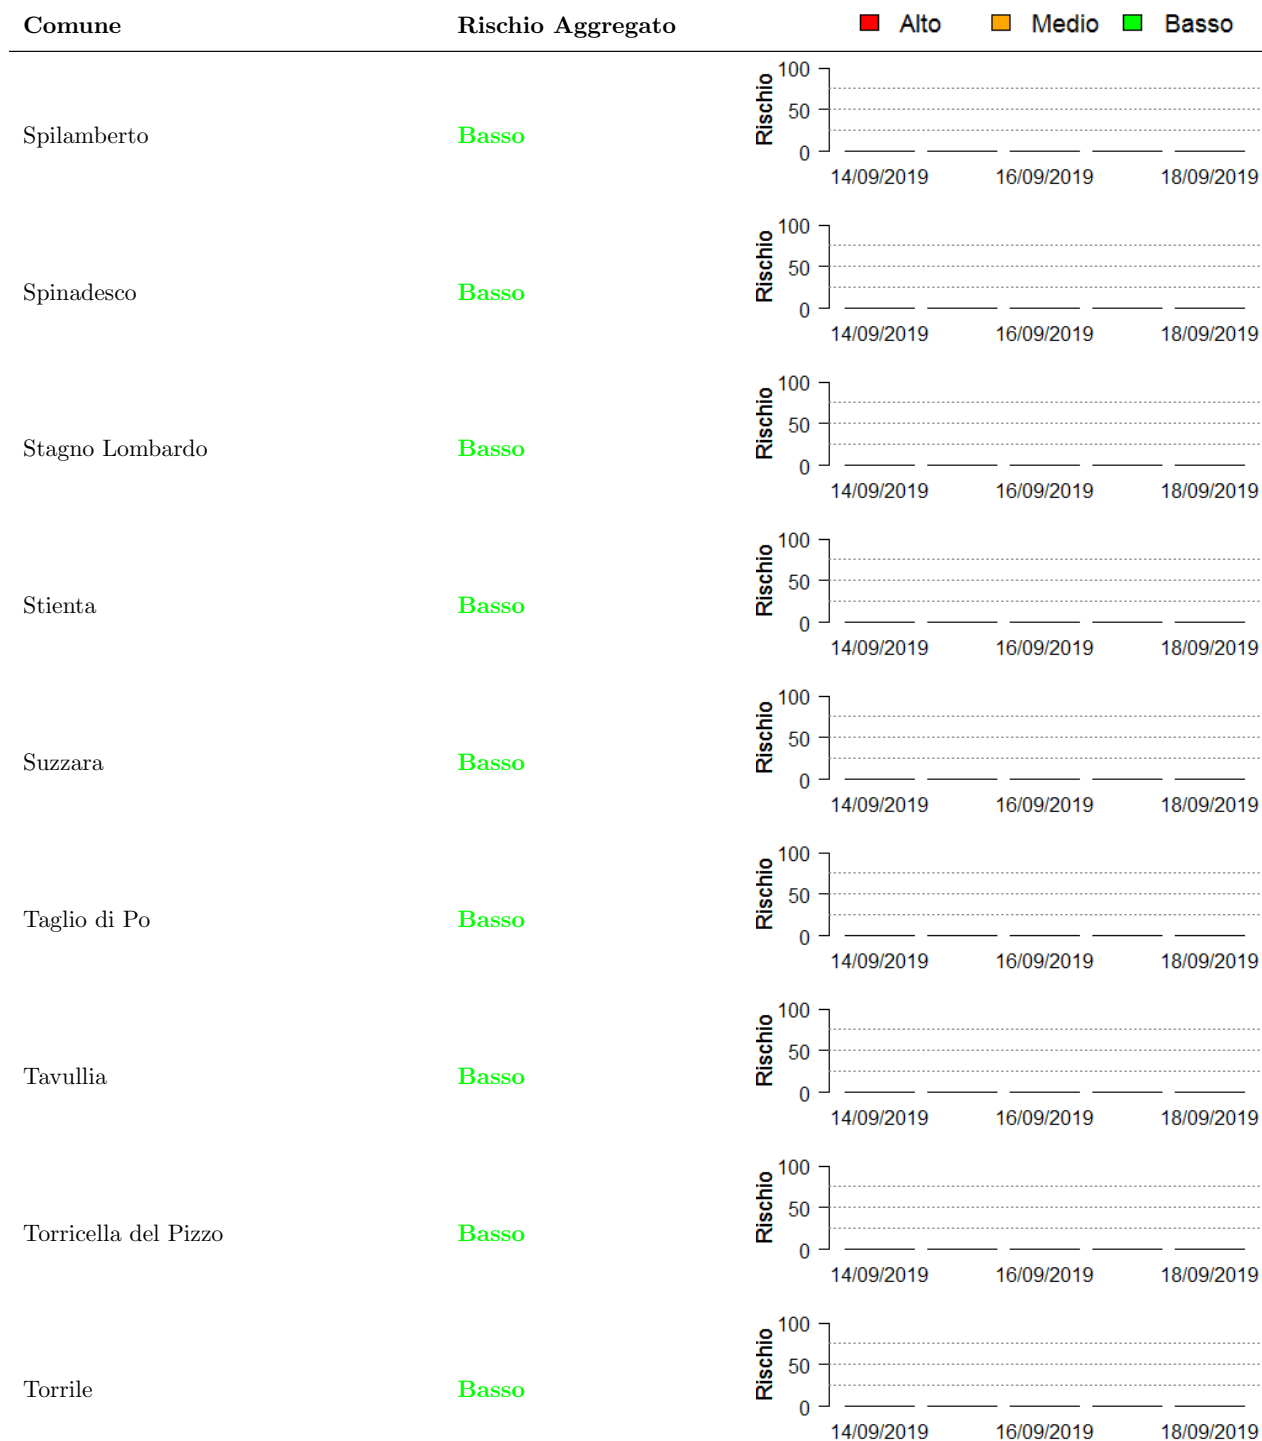 Comune Rischio Aggregato Alto Medio Basso
Spilamberto Basso Rischio 100 50 0
14/09/2019 16/09/2019 18/09/2019
Spinadesco Basso Rischio 100 50 0
14/09/2019 16/09/2019 18/09/2019
Stagno Lombardo Basso Rischio 100 50 0
14/09/2019 16/09/2019 18/09/2019
Stienta Basso Rischio 100 50 0
14/09/2019 16/09/2019 18/09/2019
Suzzara Basso Rischio 100 50 0
14/09/2019 16/09/2019 18/09/2019
Taglio di Po Basso Rischio 100 50 0
14/09/2019 16/09/2019 18/09/2019
Tavullia Basso Rischio 100 50 0
14/09/2019 16/09/2019 18/09/2019
Torricella del Pizzo Basso Rischio 100 50 0
14/09/2019 16/09/2019 18/09/2019
Torrile Basso Rischio 100 50 0
14/09/2019 16/09/2019 18/09/2019